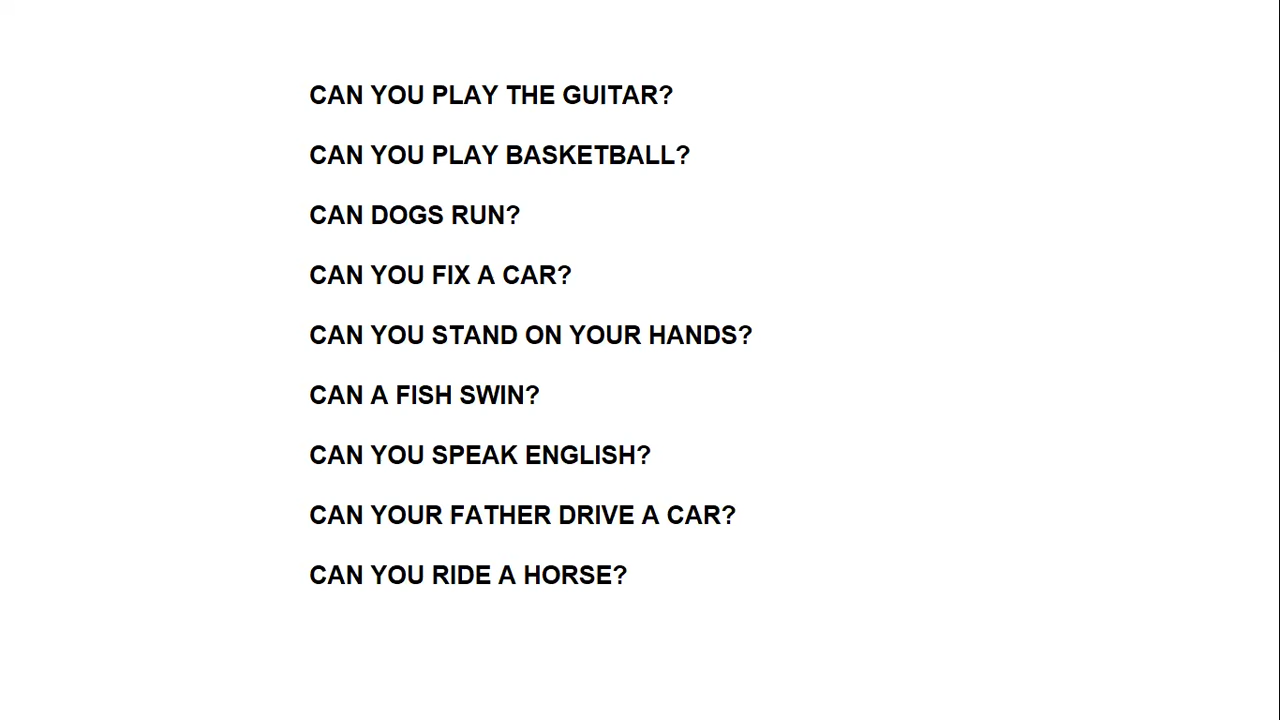 CAN YOU PLAY THE GUITAR?
CAN YOU PLAY BASKETBALL?
CAN DOGS RUN?
CAN YOU FIX A CAR?
CAN YOU STAND ON YOUR HANDS?
CAN A FISH SWIN?
CAN YOU SPEAK ENGLISH?
CAN YOUR FATHER DRIVE A CAR?
CAN YOU RIDE A HORSE?